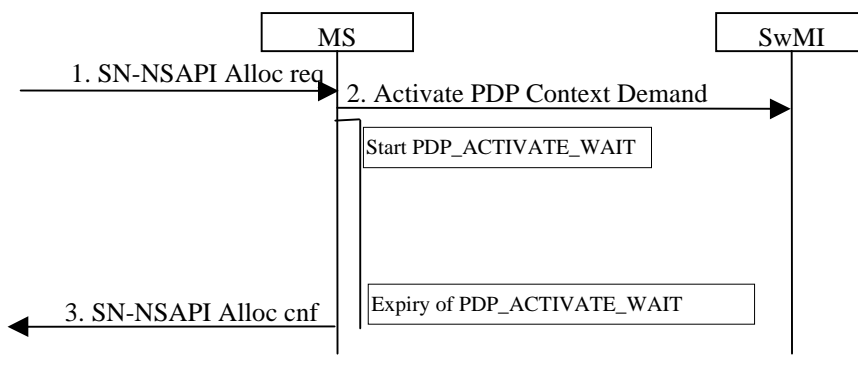 MS
SwMI
1. SN-NSAPI Alloc req
2. Activate PDP Context Demand
Start PDP_ACTIVATE_WAIT
Expiry of PDP_ACTIVATE_WAIT
3. SN-NSAPI Alloc cnf